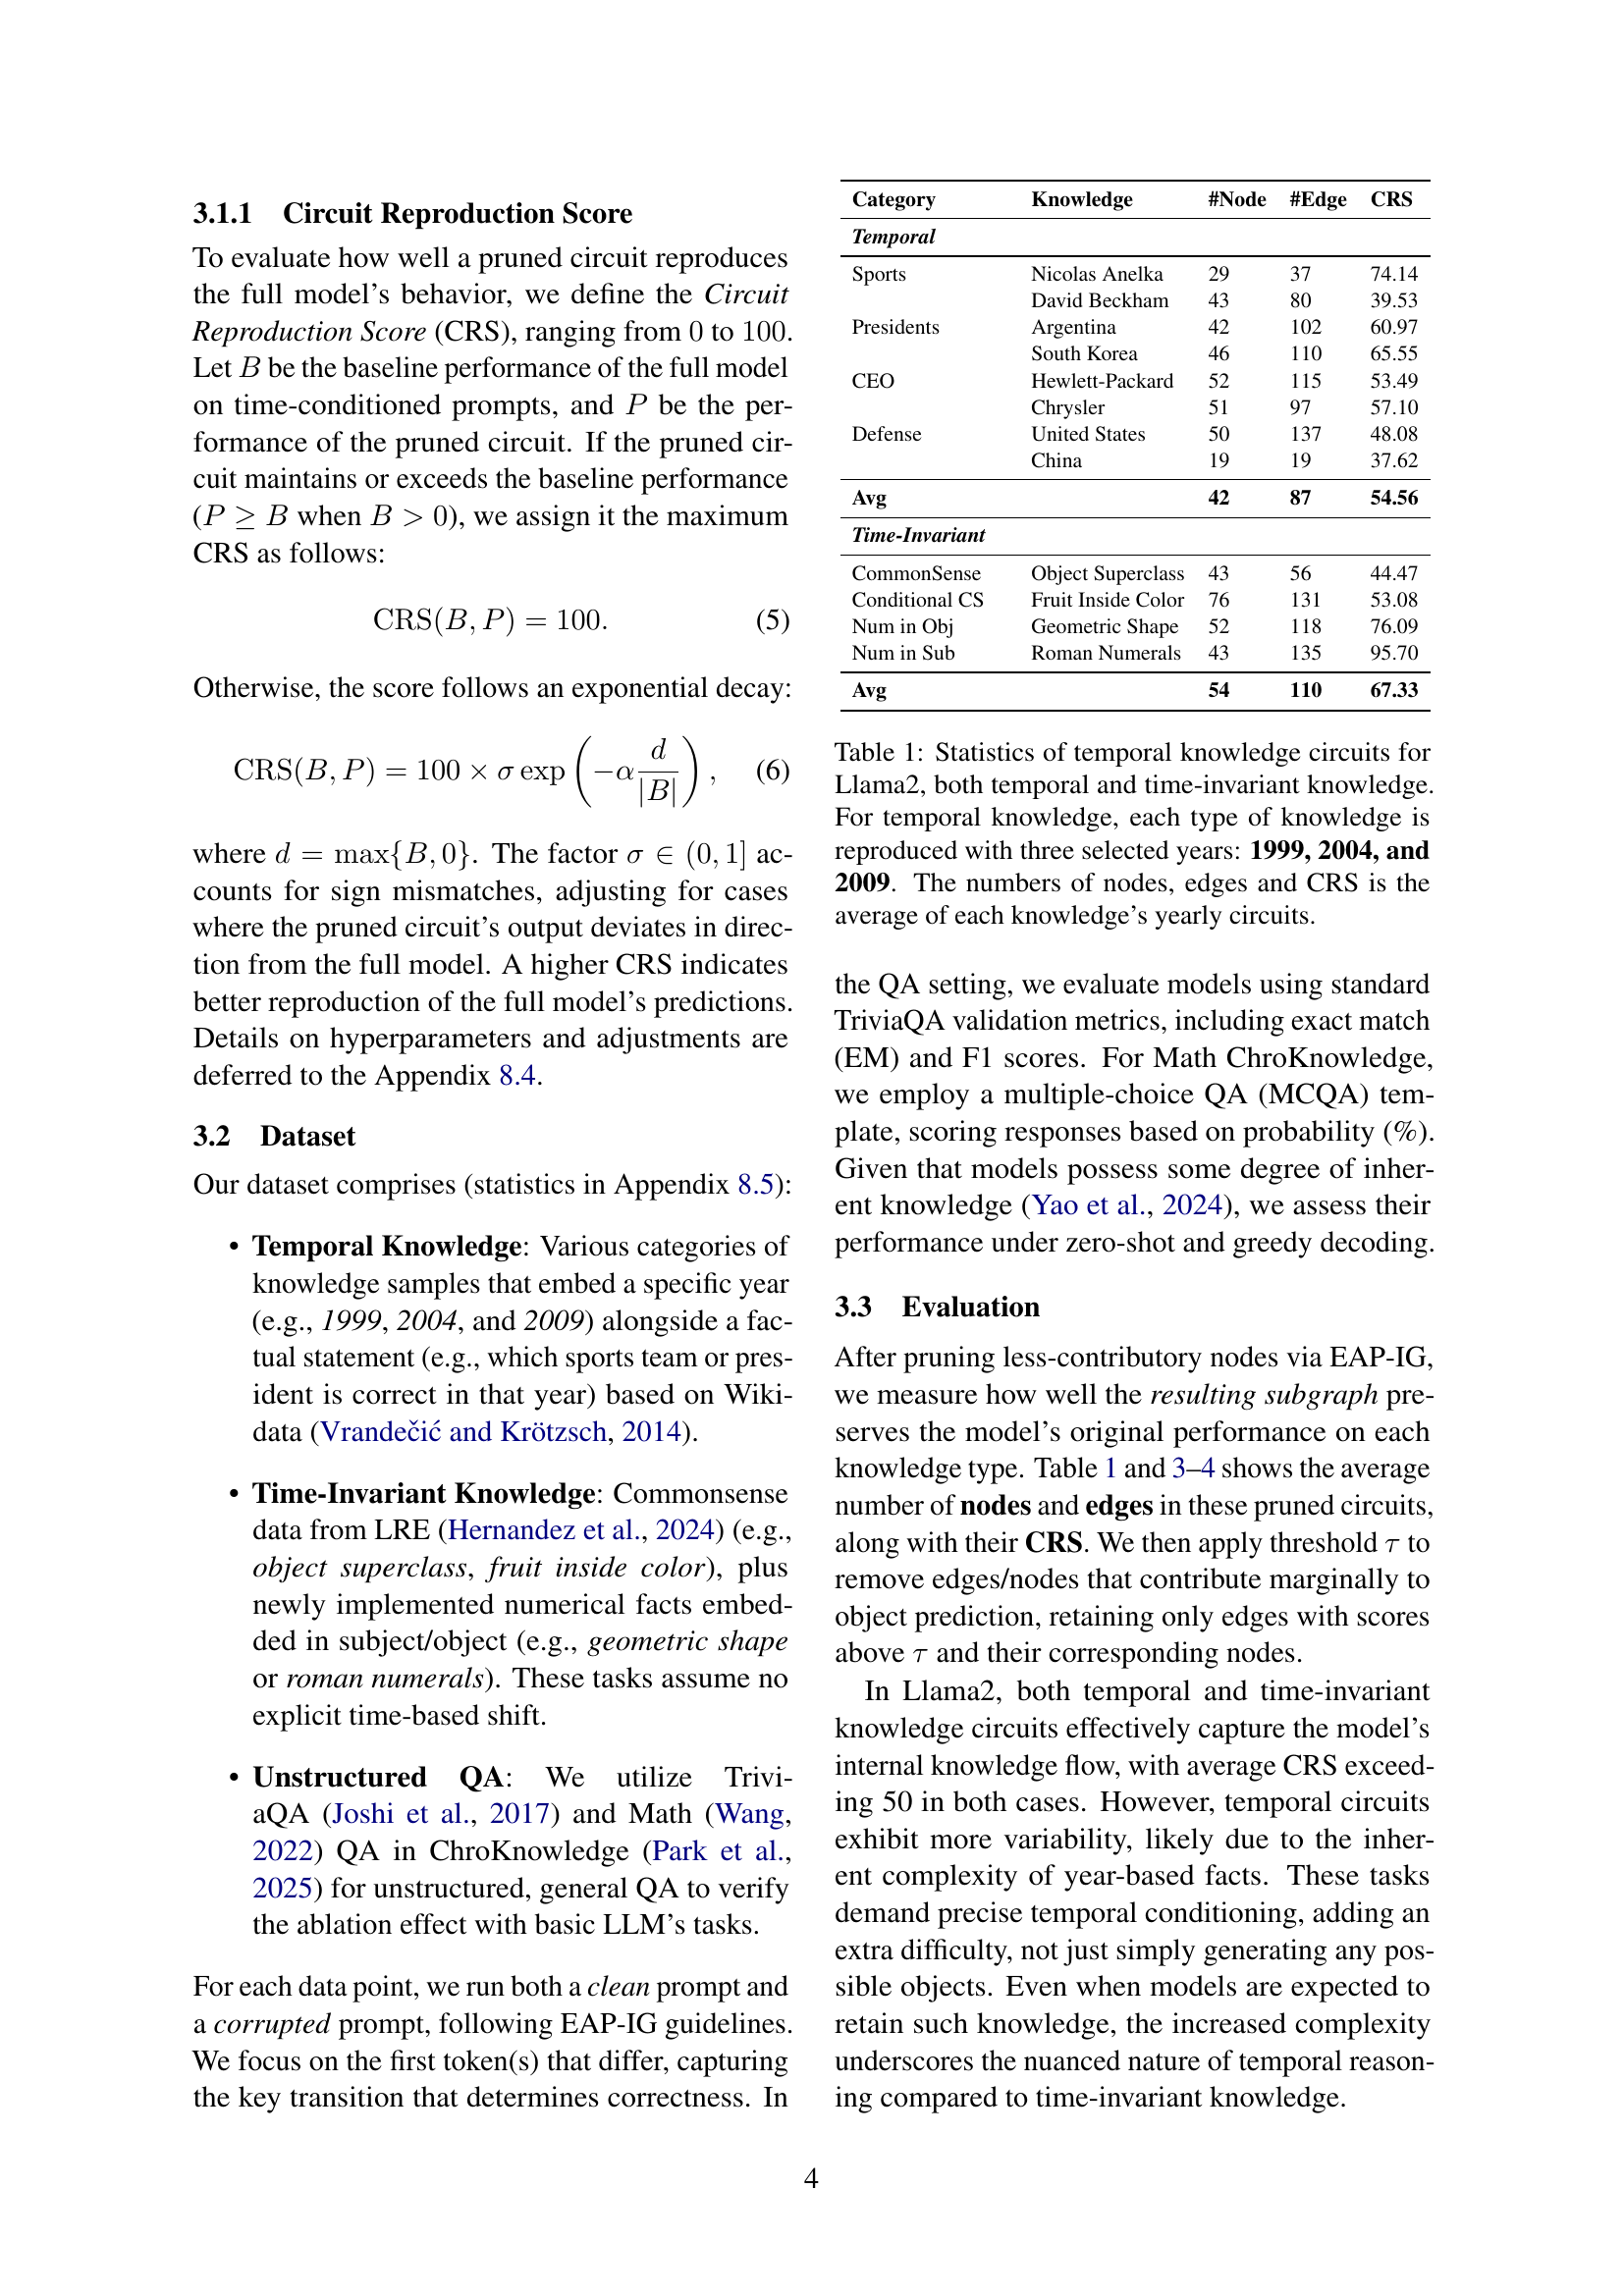 3.1.1 Circuit Reproduction Score
To evaluate how well a pruned circuit reproduces
the full model's behavior, we define the Circuit
Reproduction Score (CRS), ranging from 0 to 100.
Let B be the baseline performance of the full model
on time-conditioned prompts, and P be the per-
formance of the pruned circuit. If the pruned cir-
cuit maintains or exceeds the baseline performance
(P ≥ B when B > 0), we assign it the maximum
CRS as follows:
CRS(B, P) = 100. (5)
Otherwise, the score follows an exponential decay:
CRS(B, P) = 100 × σ exp(−α d/|B|), (6)
where d = max{B, 0}. The factor σ ∈ (0, 1] ac-
counts for sign mismatches, adjusting for cases
where the pruned circuit's output deviates in direc-
tion from the full model. A higher CRS indicates
better reproduction of the full model's predictions.
Details on hyperparameters and adjustments are
deferred to the Appendix 8.4.
3.2 Dataset
Our dataset comprises (statistics in Appendix 8.5):
• Temporal Knowledge: Various categories of
knowledge samples that embed a specific year
(e.g., 1999, 2004, and 2009) alongside a fac-
tual statement (e.g., which sports team or pres-
ident is correct in that year) based on Wiki-
data (Vrandečić and Krötzsch, 2014).
• Time-Invariant Knowledge: Commonsense
data from LRE (Hernandez et al., 2024) (e.g.,
object superclass, fruit inside color), plus
newly implemented numerical facts embed-
ded in subject/object (e.g., geometric shape
or roman numerals). These tasks assume no
explicit time-based shift.
• Unstructured QA: We utilize Trivi-
aQA (Joshi et al., 2017) and Math (Wang,
2022) QA in ChroKnowledge (Park et al.,
2025) for unstructured, general QA to verify
the ablation effect with basic LLM's tasks.
For each data point, we run both a clean prompt and
a corrupted prompt, following EAP-IG guidelines.
We focus on the first token(s) that differ, capturing
the key transition that determines correctness. In
Category Knowledge #Node #Edge CRS
Temporal
Sports Nicolas Anelka 29 37 74.14
David Beckham 43 80 39.53
Presidents Argentina 42 102 60.97
South Korea 46 110 65.55
CEO Hewlett-Packard 52 115 53.49
Chrysler 51 97 57.10
Defense United States 50 137 48.08
China 19 19 37.62
Avg 42 87 54.56
Time-Invariant
CommonSense Object Superclass 43 56 44.47
Conditional CS Fruit Inside Color 76 131 53.08
Num in Obj Geometric Shape 52 118 76.09
Num in Sub Roman Numerals 43 135 95.70
Avg 54 110 67.33
Table 1: Statistics of temporal knowledge circuits for
Llama2, both temporal and time-invariant knowledge.
For temporal knowledge, each type of knowledge is
reproduced with three selected years: 1999, 2004, and
2009. The numbers of nodes, edges and CRS is the
average of each knowledge's yearly circuits.
the QA setting, we evaluate models using standard
TriviaQA validation metrics, including exact match
(EM) and F1 scores. For Math ChroKnowledge,
we employ a multiple-choice QA (MCQA) tem-
plate, scoring responses based on probability (%).
Given that models possess some degree of inher-
ent knowledge (Yao et al., 2024), we assess their
performance under zero-shot and greedy decoding.
3.3 Evaluation
After pruning less-contributory nodes via EAP-IG,
we measure how well the resulting subgraph pre-
serves the model's original performance on each
knowledge type. Table 1 and 3–4 shows the average
number of nodes and edges in these pruned circuits,
along with their CRS. We then apply threshold τ to
remove edges/nodes that contribute marginally to
object prediction, retaining only edges with scores
above τ and their corresponding nodes.
In Llama2, both temporal and time-invariant
knowledge circuits effectively capture the model's
internal knowledge flow, with average CRS exceed-
ing 50 in both cases. However, temporal circuits
exhibit more variability, likely due to the inher-
ent complexity of year-based facts. These tasks
demand precise temporal conditioning, adding an
extra difficulty, not just simply generating any pos-
sible objects. Even when models are expected to
retain such knowledge, the increased complexity
underscores the nuanced nature of temporal reason-
ing compared to time-invariant knowledge.
4